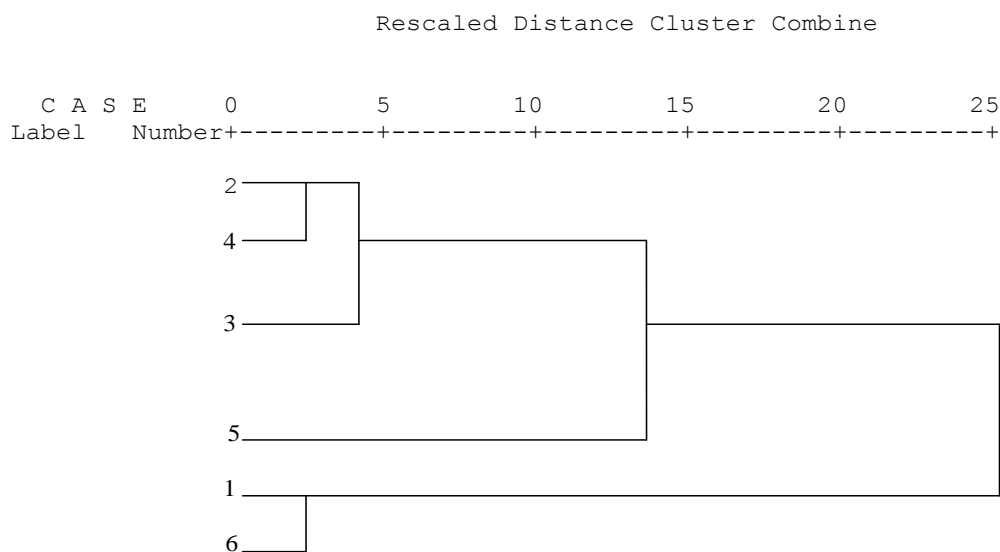 Rescaled Distance Cluster Combine
C A S E 0 5 10 15 20 25
Label Number+---------+---------+---------+---------+---------+
2
4
3
5
1
6